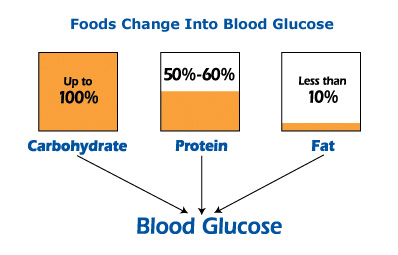 Foods Change Into Blood Glucose
Up to
100%
50%-60%
Less than
10%
Carbohydrate
Protein
Fat
Blood Glucose